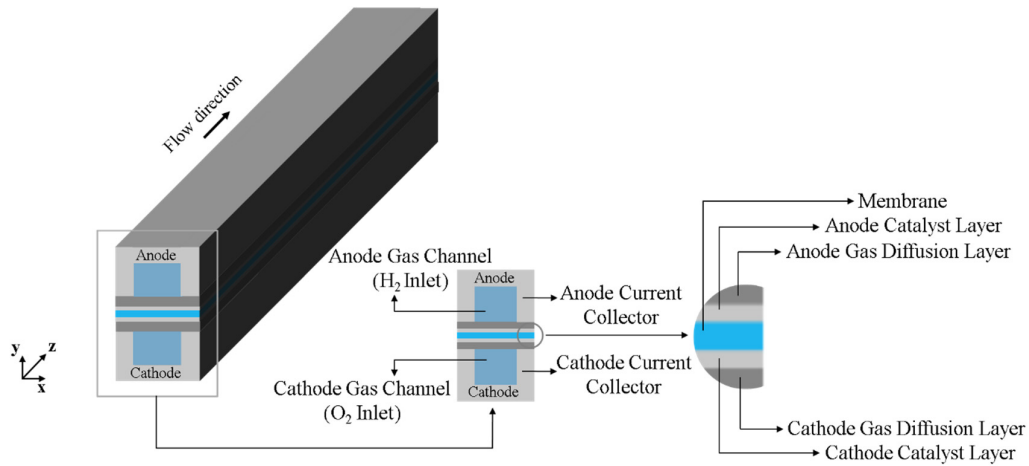 Flow direction
Anode
Cathode
y
z
x
Anode Gas Channel
(H₂ Inlet)
Anode
Anode Current
Collector
Cathode Gas Channel
(O₂ Inlet)
Cathode
Cathode Current
Collector
Membrane
Anode Catalyst Layer
Anode Gas Diffusion Layer
Cathode Gas Diffusion Layer
Cathode Catalyst Layer